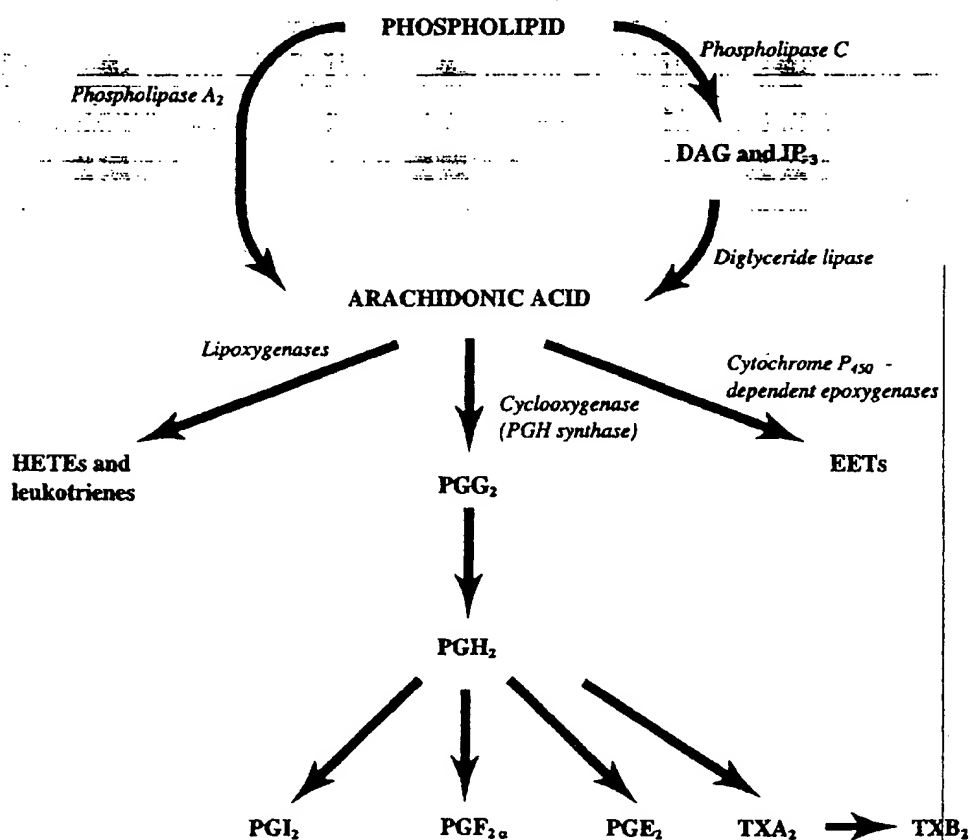 PHOSPHOLIPID
Phospholipase C
Phospholipase A₂
DAG and IP₃
Diglyceride lipase
ARACHIDONIC ACID
Lipoxygenases
Cytochrome P₄₅₀ -
dependent epoxygenases
Cyclooxygenase
(PGH synthase)
HETEs and
leukotrienes
EETs
PGG₂
PGH₂
PGI₂ PGF₂α PGE₂ TXA₂ TXB₂